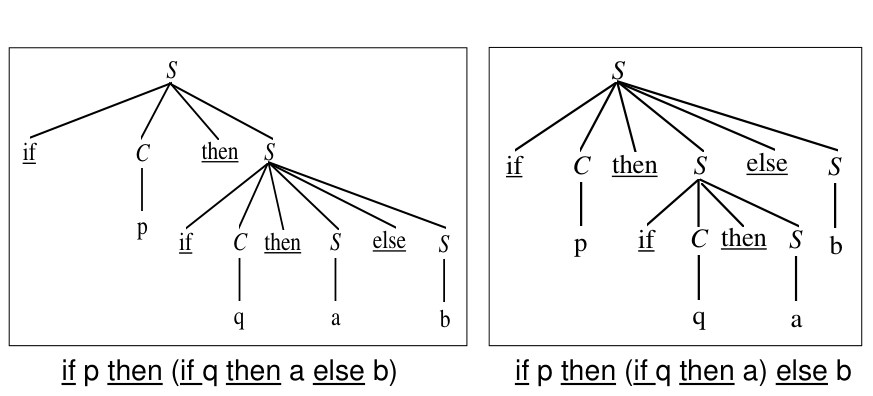 S
if C then S
p
if C then S else S
q a b
if p then (if q then a else b)
S
if C then S else S
p if C then S b
q a
if p then (if q then a) else b